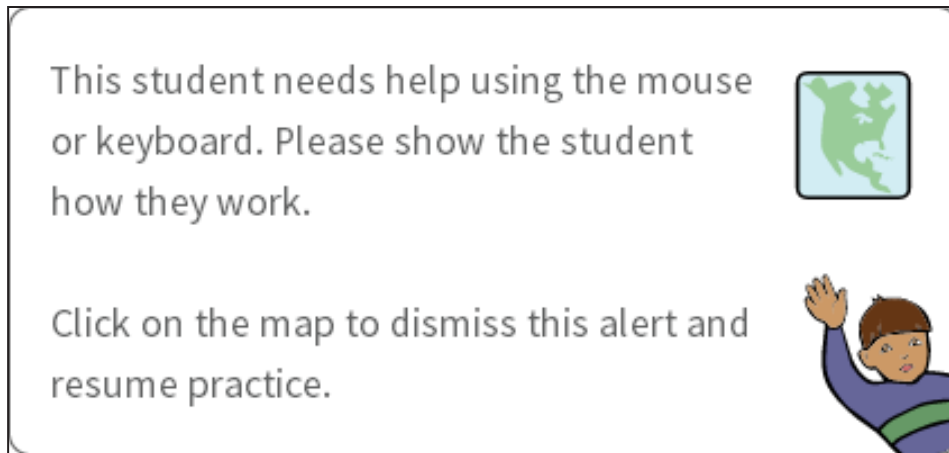 This student needs help using the mouse
or keyboard. Please show the student
how they work.
Click on the map to dismiss this alert and
resume practice.